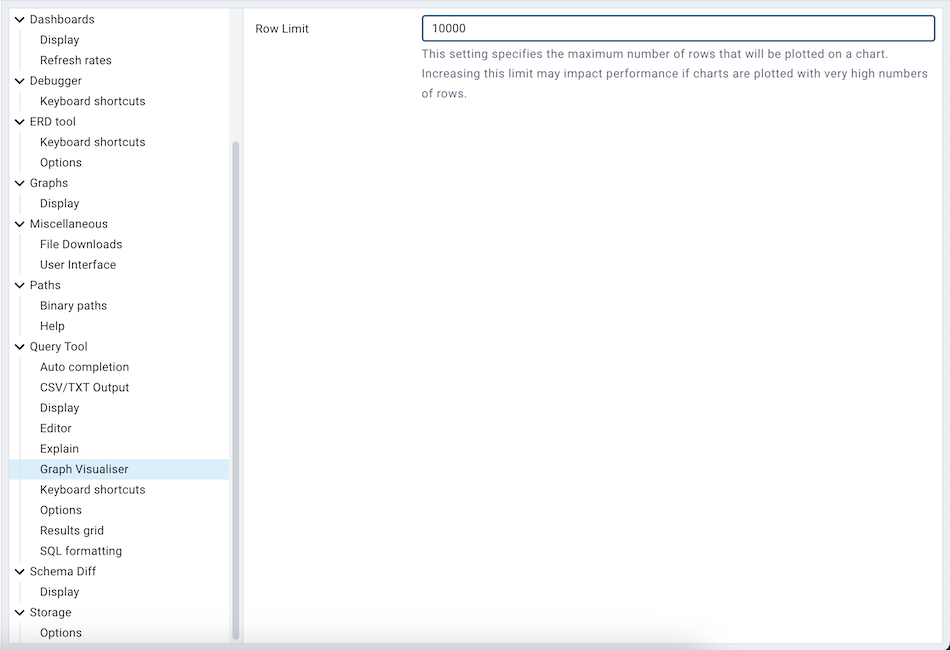 Dashboards
Display
Refresh rates
Debugger
Keyboard shortcuts
ERD tool
Keyboard shortcuts
Options
Graphs
Display
Miscellaneous
File Downloads
User Interface
Paths
Binary paths
Help
Query Tool
Auto completion
CSV/TXT Output
Display
Editor
Explain
Graph Visualiser
Keyboard shortcuts
Options
Results grid
SQL formatting
Schema Diff
Display
Storage
Options
Row Limit
10000
This setting specifies the maximum number of rows that will be plotted on a chart.
Increasing this limit may impact performance if charts are plotted with very high numbers
of rows.